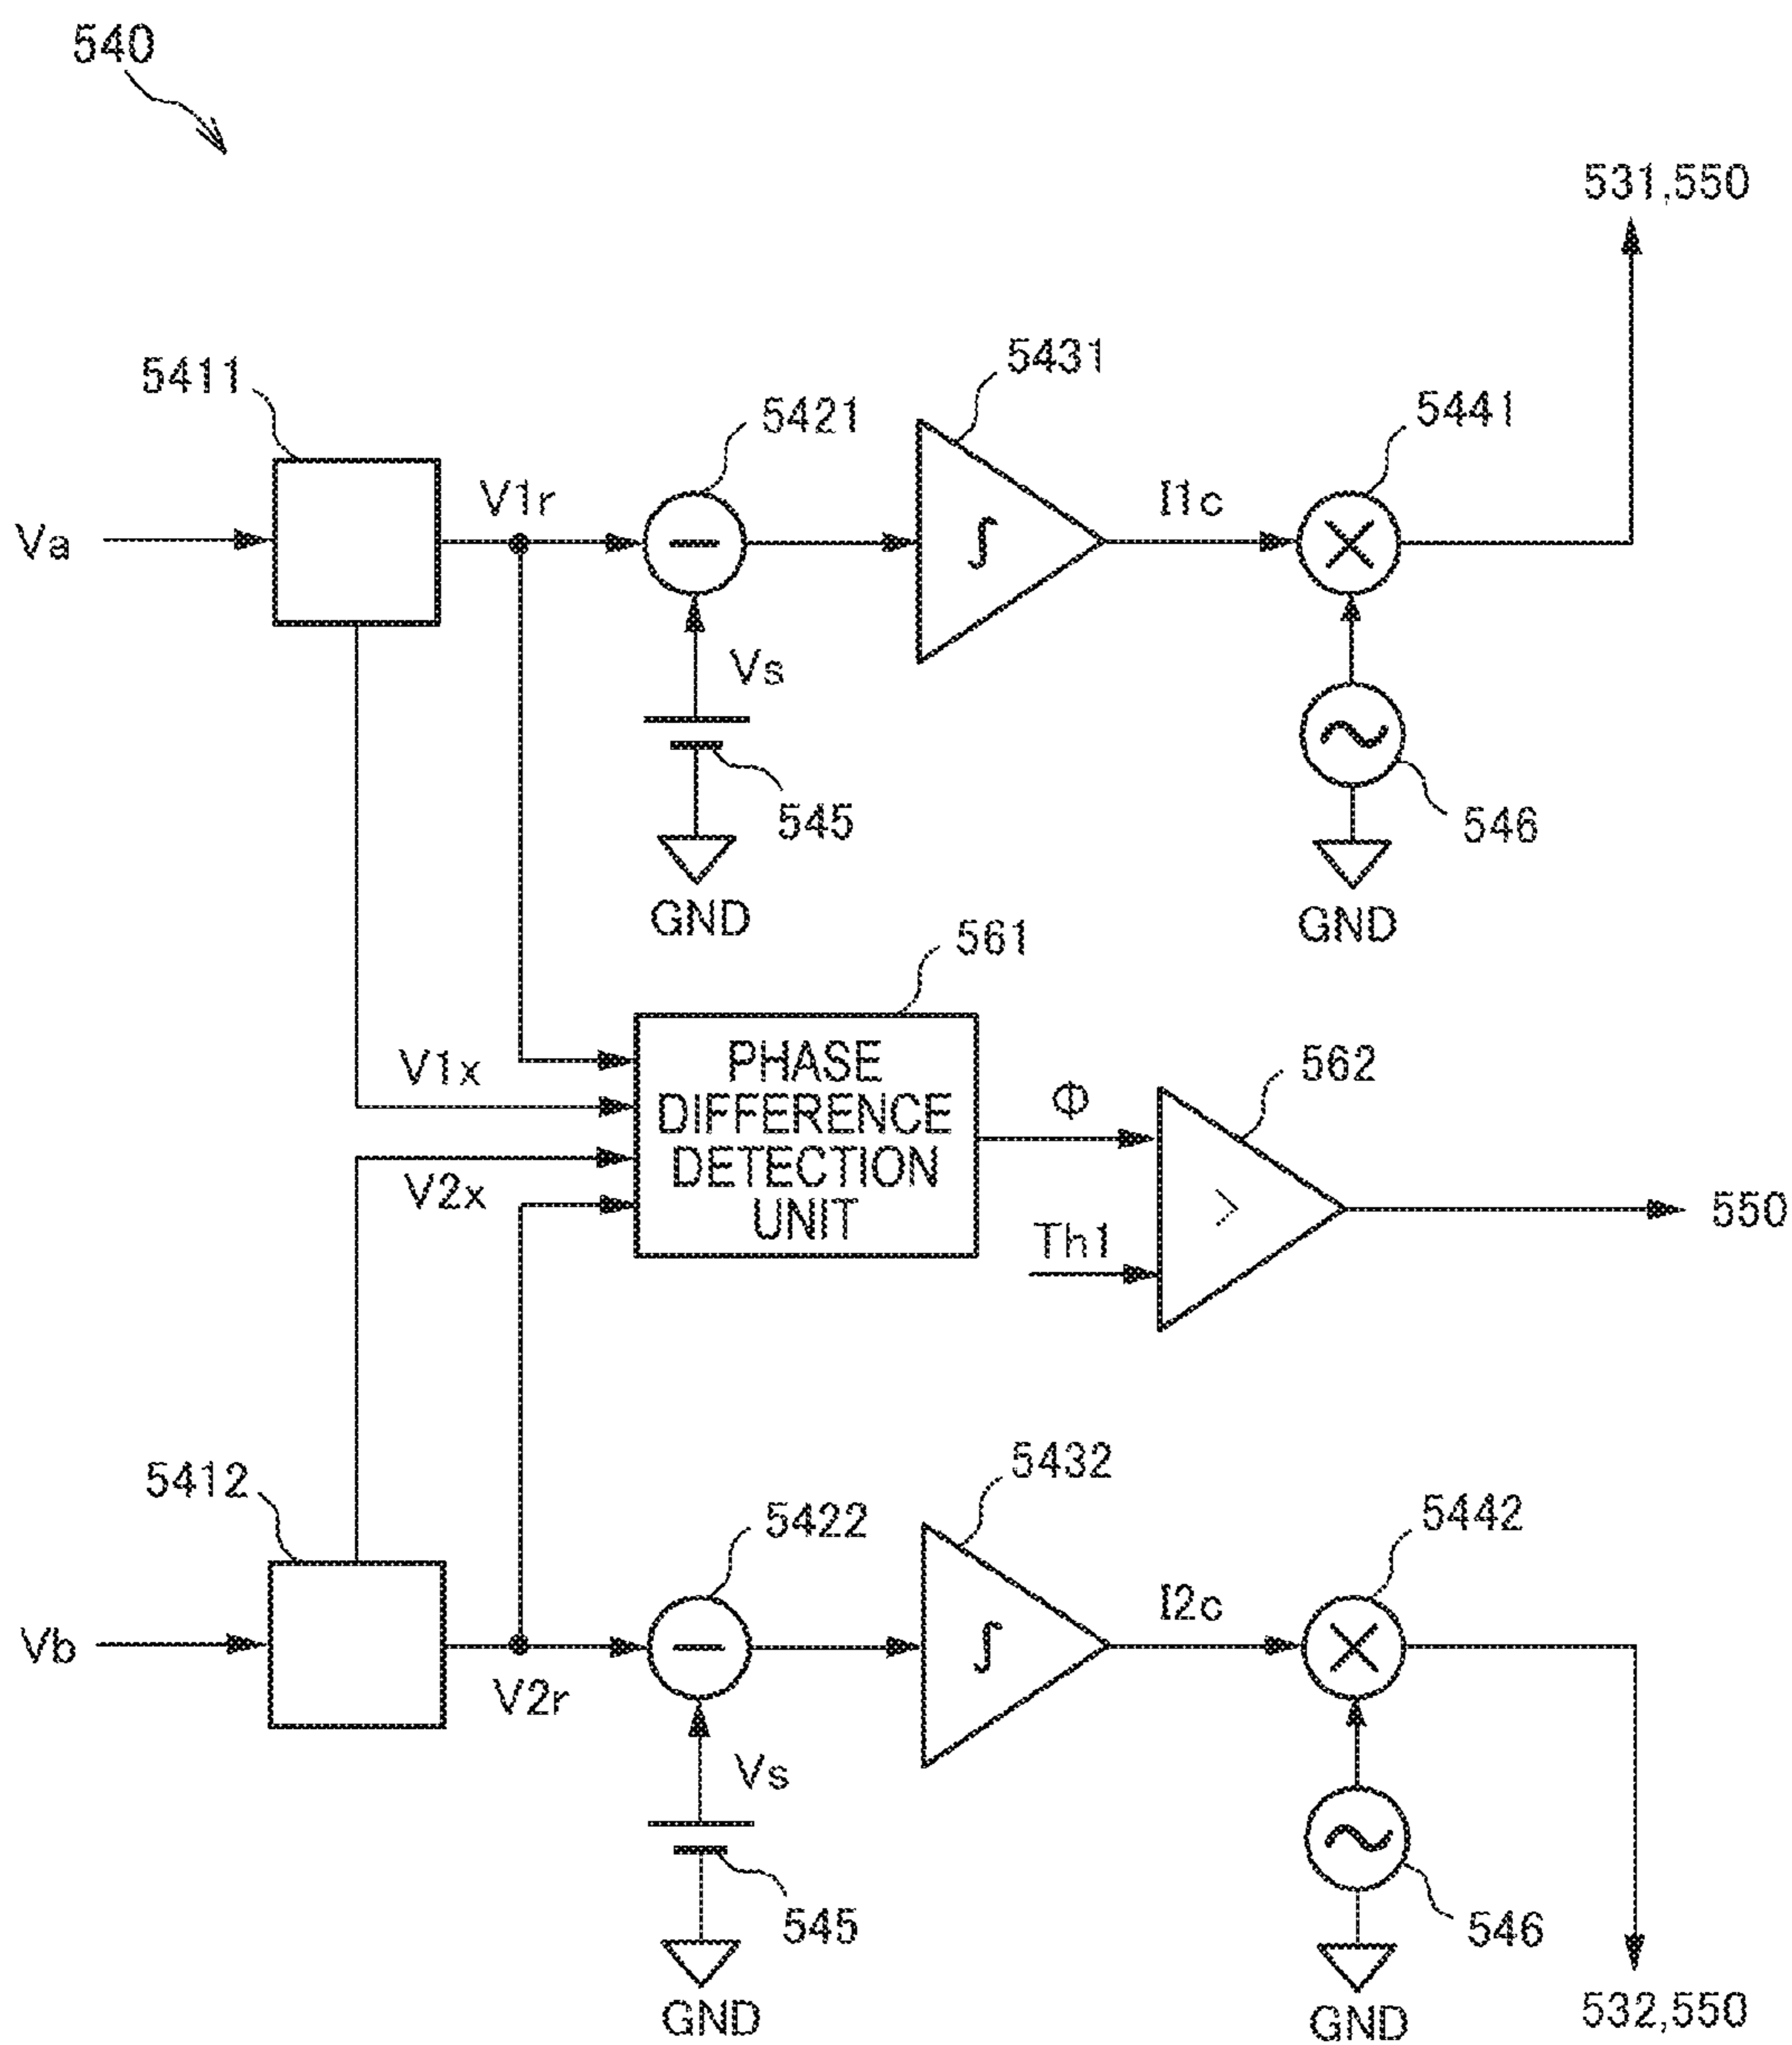 540
531,550
5411
5421
5431
5441
Va
V1r
I1c
Vs
545
546
GND
GND
561
V1x
V2x
PHASE
DIFFERENCE
DETECTION
UNIT
Φ
562
>
Th1
550
5412
5422
5432
5442
Vb
V2r
I2c
Vs
545
546
GND
GND
532,550